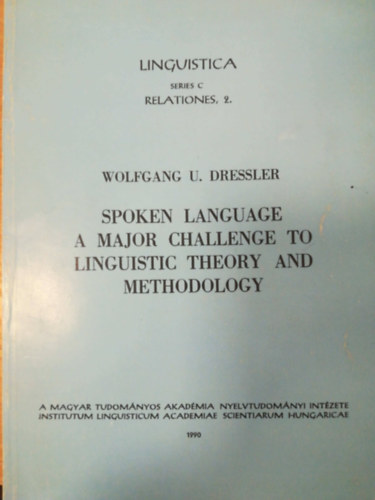 LINGUISTICA
SERIES C
RELATIONES, 2.
WOLFGANG U. DRESSLER
SPOKEN LANGUAGE
A MAJOR CHALLENGE TO
LINGUISTIC THEORY AND
METHODOLOGY
A MAGYAR TUDOMÁNYOS AKADÉMIA NYELVTUDOMÁNYI INTÉZETE
INSTITUTUM LINGUISTICUM ACADEMIAE SCIENTIARUM HUNGARICAE
1990